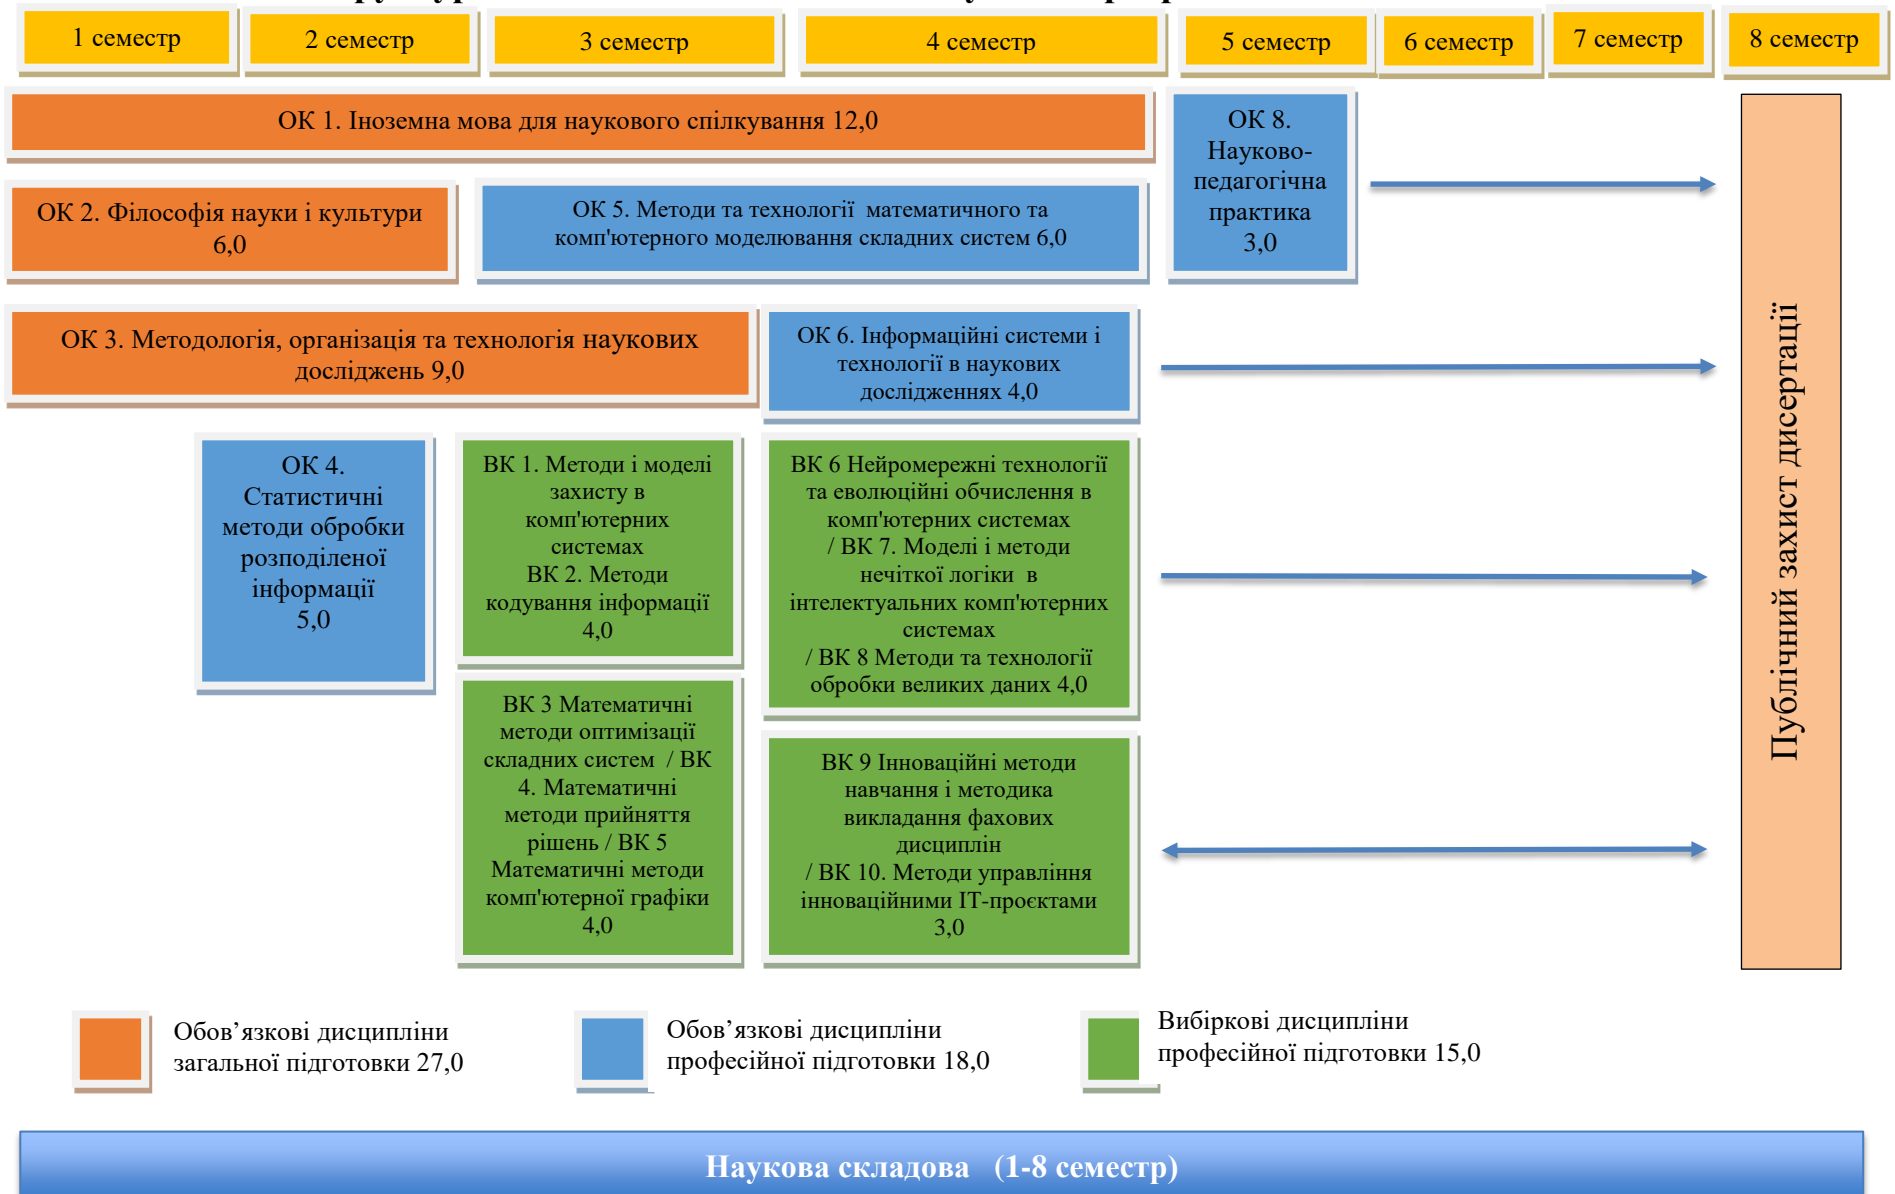 1 семестр
2 семестр
3 семестр
4 семестр
5 семестр
6 семестр
7 семестр
8 семестр
ОК 1. Іноземна мова для наукового спілкування 12,0
ОК 8.
Науково-
педагогічна
практика
3,0
ОК 2. Філософія науки і культури
6,0
ОК 5. Методи та технології математичного та
комп'ютерного моделювання складних систем 6,0
ОК 3. Методологія, організація та технологія наукових
досліджень 9,0
ОК 6. Інформаційні системи і
технології в наукових
дослідженнях 4,0
ОК 4.
Статистичні
методи обробки
розподіленої
інформації
5,0
ВК 1. Методи і моделі
захисту в
комп'ютерних
системах
ВК 2. Методи
кодування інформації
4,0
ВК 6 Нейромережні технології
та еволюційні обчислення в
комп'ютерних системах
/ ВК 7. Моделі і методи
нечіткої логіки в
інтелектуальних комп'ютерних
системах
/ ВК 8 Методи та технології
обробки великих даних 4,0
ВК 3 Математичні
методи оптимізації
складних систем / ВК
4. Математичні
методи прийняття
рішень / ВК 5
Математичні методи
комп'ютерної графіки
4,0
ВК 9 Інноваційні методи
навчання і методика
викладання фахових
дисциплін
/ ВК 10. Методи управління
інноваційними ІТ-проєктами
3,0
Публічний захист дисертації
Обов’язкові дисципліни
загальної підготовки 27,0
Обов’язкові дисципліни
професійної підготовки 18,0
Вибіркові дисципліни
професійної підготовки 15,0
Наукова складова (1-8 семестр)